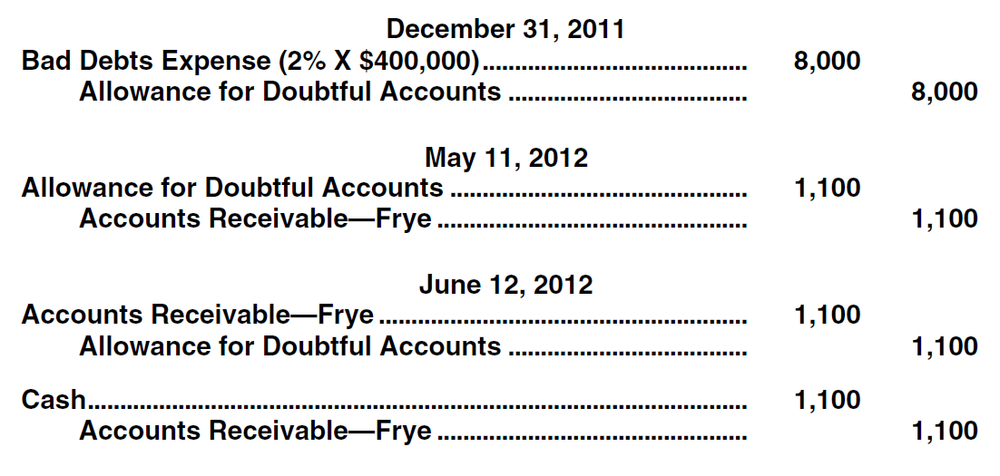 December 31, 2011
Bad Debts Expense (2% X $400,000)........................................ 8,000
Allowance for Doubtful Accounts .................................... 8,000
May 11, 2012
Allowance for Doubtful Accounts ............................................. 1,100
Accounts Receivable—Frye ............................................... 1,100
June 12, 2012
Accounts Receivable—Frye ........................................................ 1,100
Allowance for Doubtful Accounts .................................... 1,100
Cash.................................................................................................... 1,100
Accounts Receivable—Frye ............................................... 1,100